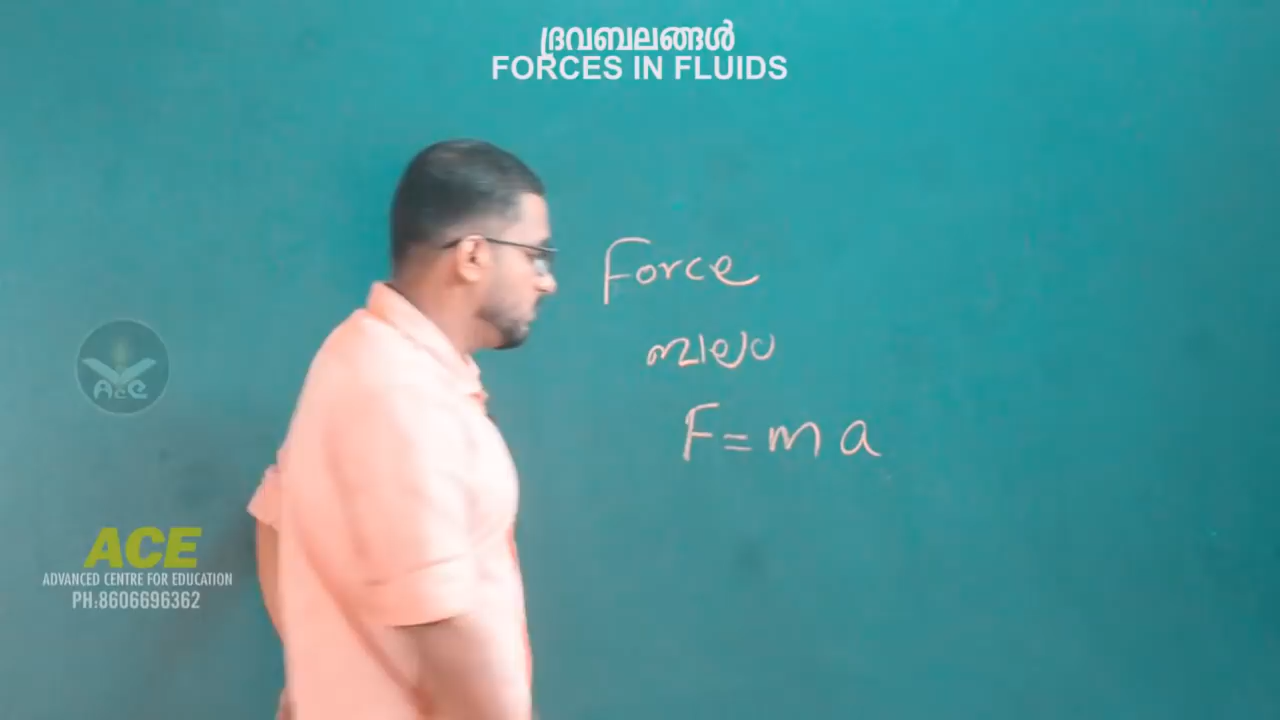 ദ്രവബലങ്ങൾ
FORCES IN FLUIDS
Force
ബലം
F = m a
AcE
ACE
ADVANCED CENTRE FOR EDUCATION
PH:8606696362